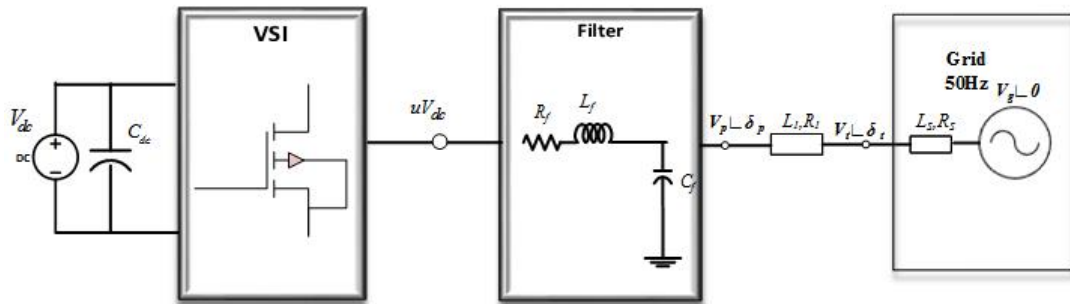 VSI
Filter
Grid
50Hz
V_g∟0
V_dc
DC
C_dc
uV_dc
R_f
L_f
C_f
V_p∟δ_p
L_1,R_1
V_t∟δ_t
L_s,R_s